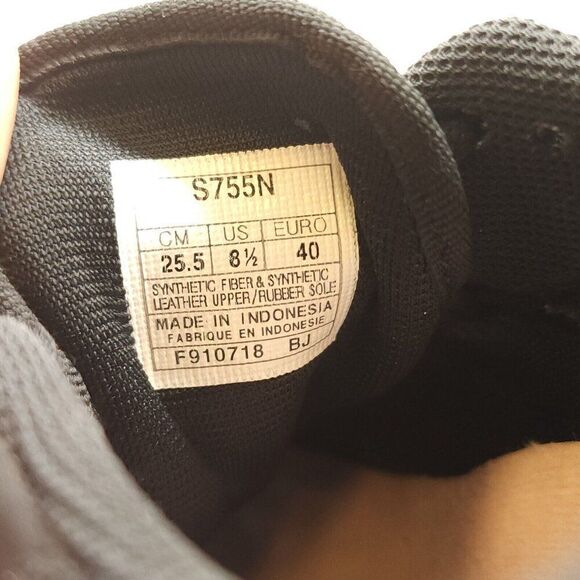 S755N
CM US EURO
25.5 8½ 40
SYNTHETIC FIBER & SYNTHETIC
LEATHER UPPER/RUBBER SOLE
MADE IN INDONESIA
FABRIQUE EN INDONESIE
F910718 BJ